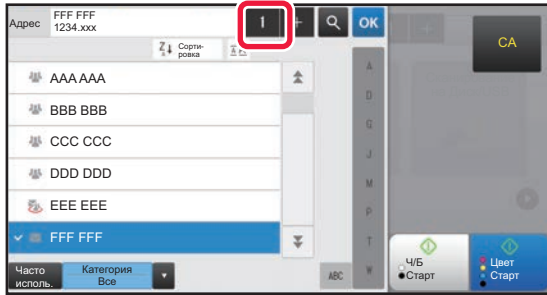 Адрес
FFF FFF
1234.xxx
1
+
OK
CA
Z
Сорти-
ровка
AAA AAA
BBB BBB
CCC CCC
DDD DDD
EEE EEE
FFF FFF
A
D
G
J
M
P
T
W
Часто
исполь.
Категория
Все
ABC
Ч/Б
Старт
Цвет
Старт